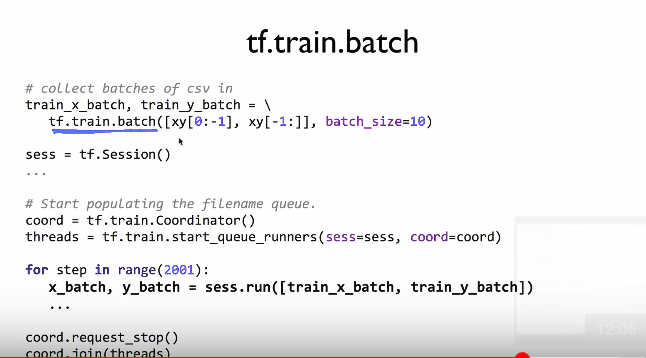 tf.train.batch
# collect batches of csv in
train_x_batch, train_y_batch = \
tf.train.batch([xy[0:-1], xy[-1:]], batch_size=10)
sess = tf.Session()
...
# Start populating the filename queue.
coord = tf.train.Coordinator()
threads = tf.train.start_queue_runners(sess=sess, coord=coord)
for step in range(2001):
x_batch, y_batch = sess.run([train_x_batch, train_y_batch])
...
coord.request_stop()
coord.join(threads)
12:06